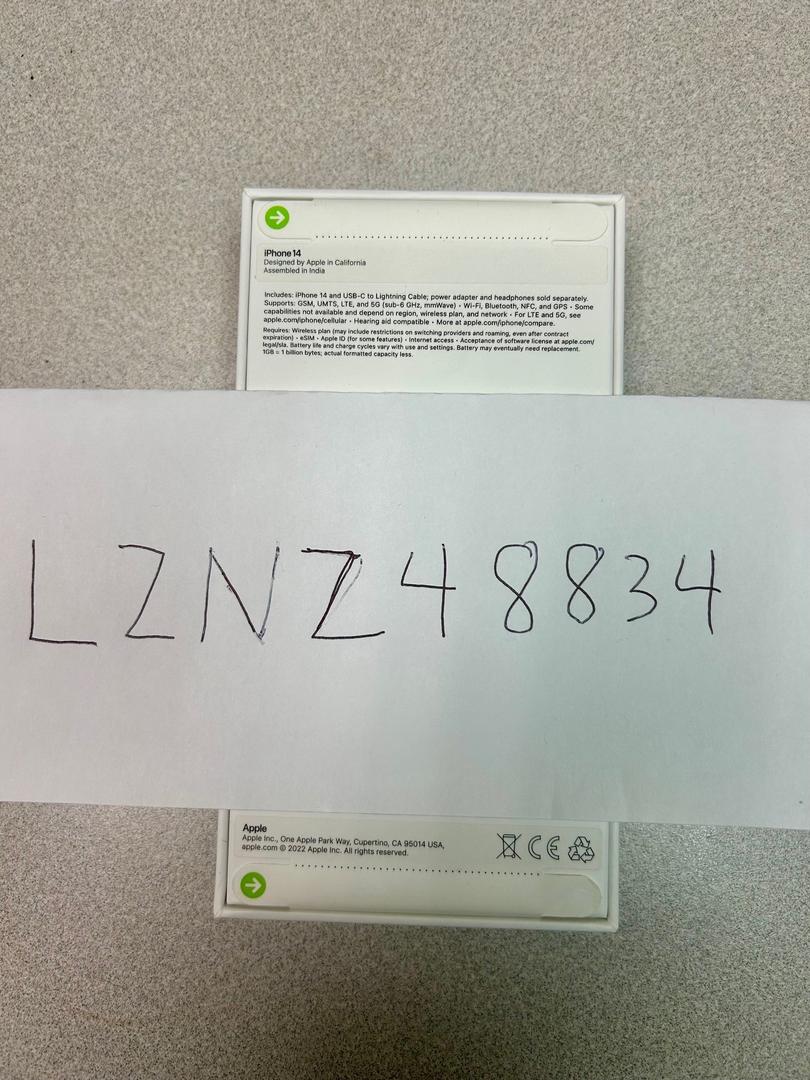 iPhone 14
Designed by Apple in California
Assembled in India
Includes: iPhone 14 and USB-C to Lightning Cable; power adapter and headphones sold separately.
Supports: GSM, UMTS, LTE, and 5G (sub-6 GHz, mmWave) • Wi-Fi, Bluetooth, NFC, and GPS • Some
capabilities not available and depend on region, wireless plan, and network • For LTE and 5G, see
apple.com/iphone/cellular • Hearing aid compatible • More at apple.com/iphone/compare.
Requires: Wireless plan (may include restrictions on switching providers and roaming, even after contract
expiration) • eSIM • Apple ID (for some features) • Internet access • Acceptance of software license at apple.com/
legal/sla. Battery life and charge cycles vary with use and settings. Battery may eventually need replacement.
1GB = 1 billion bytes; actual formatted capacity less.
LZNZ48834
Apple
Apple Inc., One Apple Park Way, Cupertino, CA 95014 USA,
apple.com © 2022 Apple Inc. All rights reserved.
CE